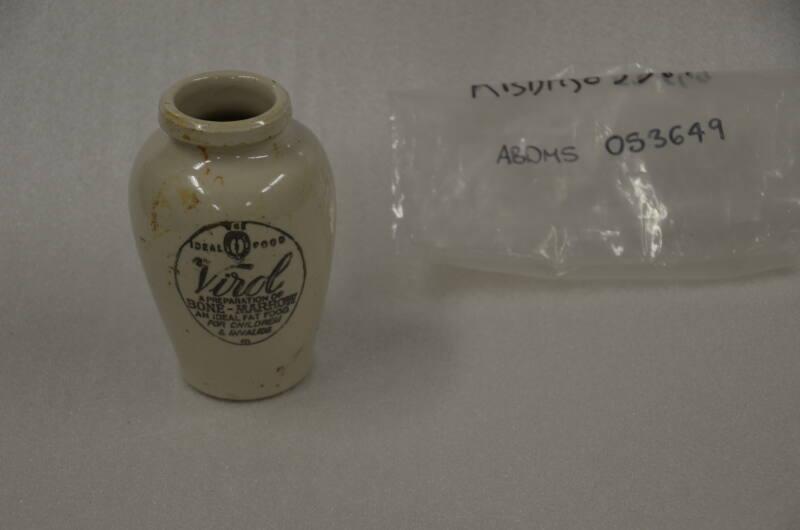 IDEAL FOOD
Virol
A PREPARATION OF
BONE-MARROW
AN IDEAL FAT FOOD
FOR CHILDREN
& INVALIDS
ABDMS 053649